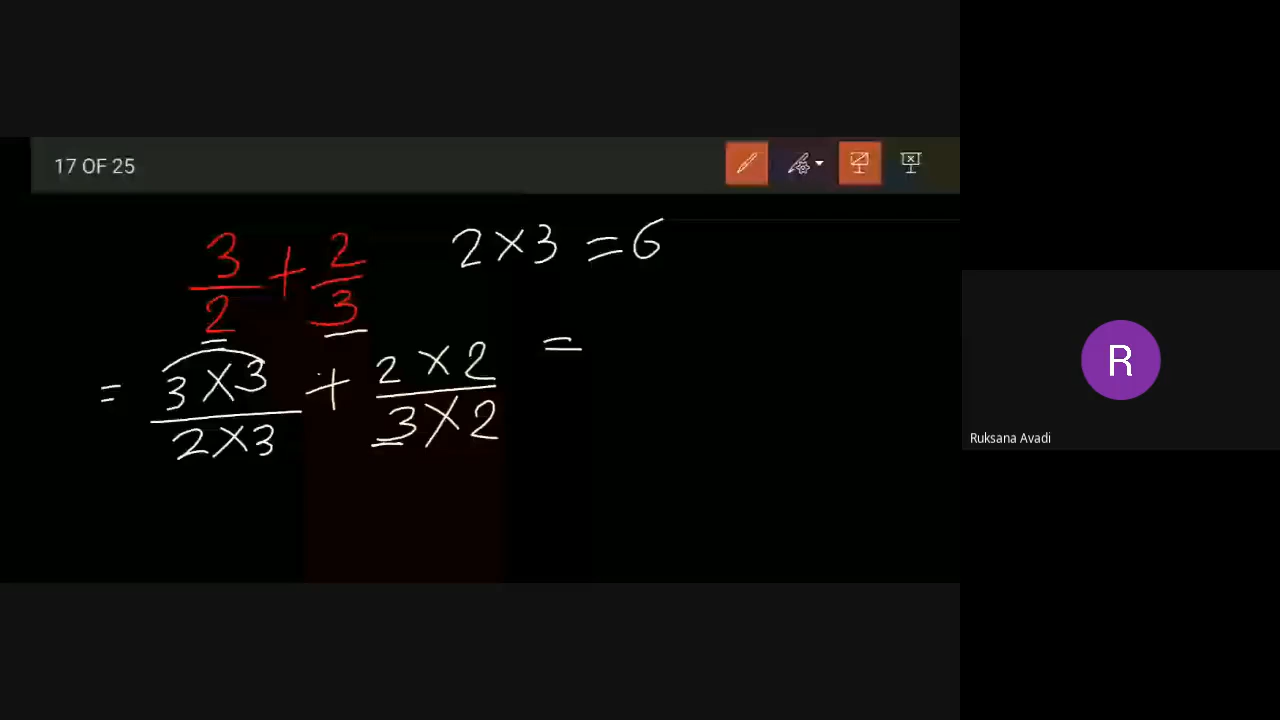 17 OF 25
3/2 + 2/3 2×3 =6
= 3×3/2×3 + 2×2/3×2 =
R
Ruksana Avadi